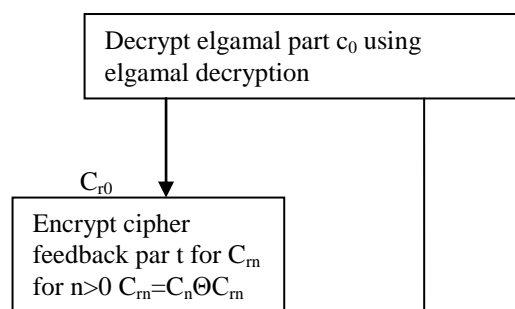 Decrypt elgamal part c₀ using
elgamal decryption
Cᵣ₀
Encrypt cipher
feedback par t for Cᵣₙ
for n>0 Cᵣₙ=CₙΘCᵣₙ